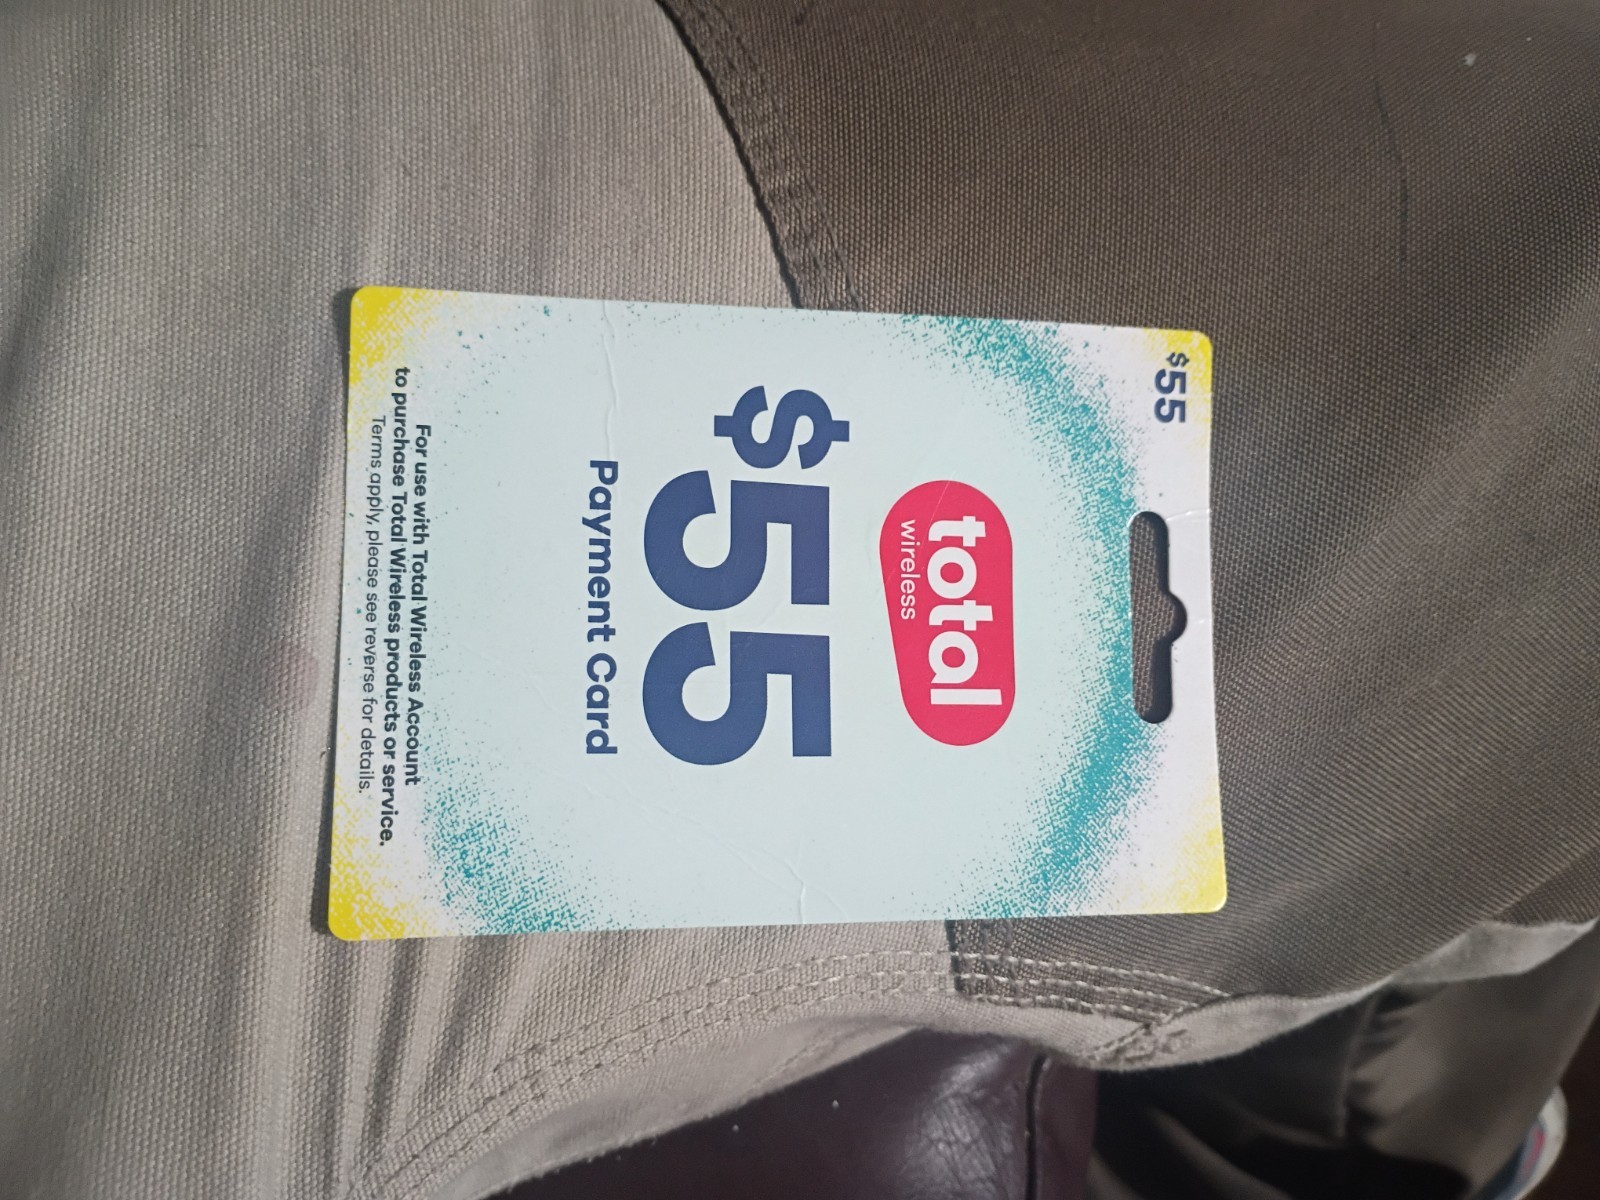 $55
total
wireless
$55
Payment Card
For use with Total Wireless Account
to purchase Total Wireless products or service.
Terms apply, please see reverse for details.